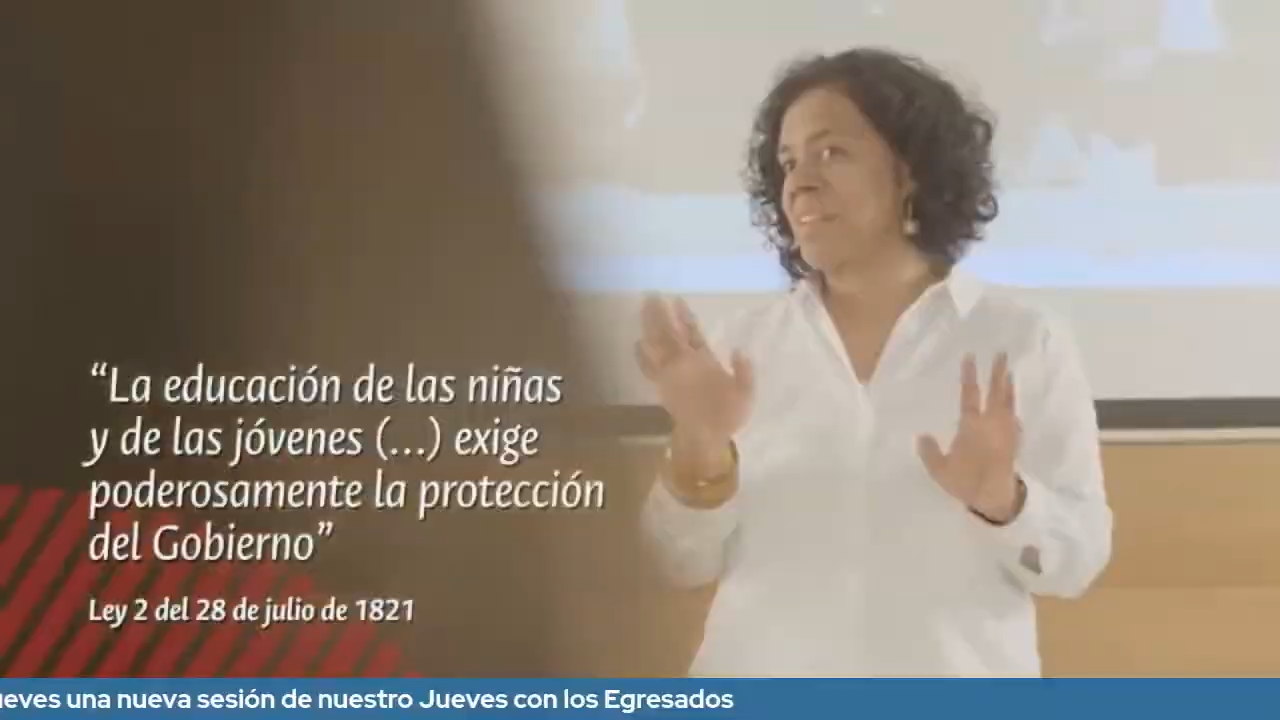 “La educación de las niñas
y de las jóvenes (...) exige
poderosamente la protección
del Gobierno”
Ley 2 del 28 de julio de 1821
una nueva sesión de nuestro Jueves con los Egresados